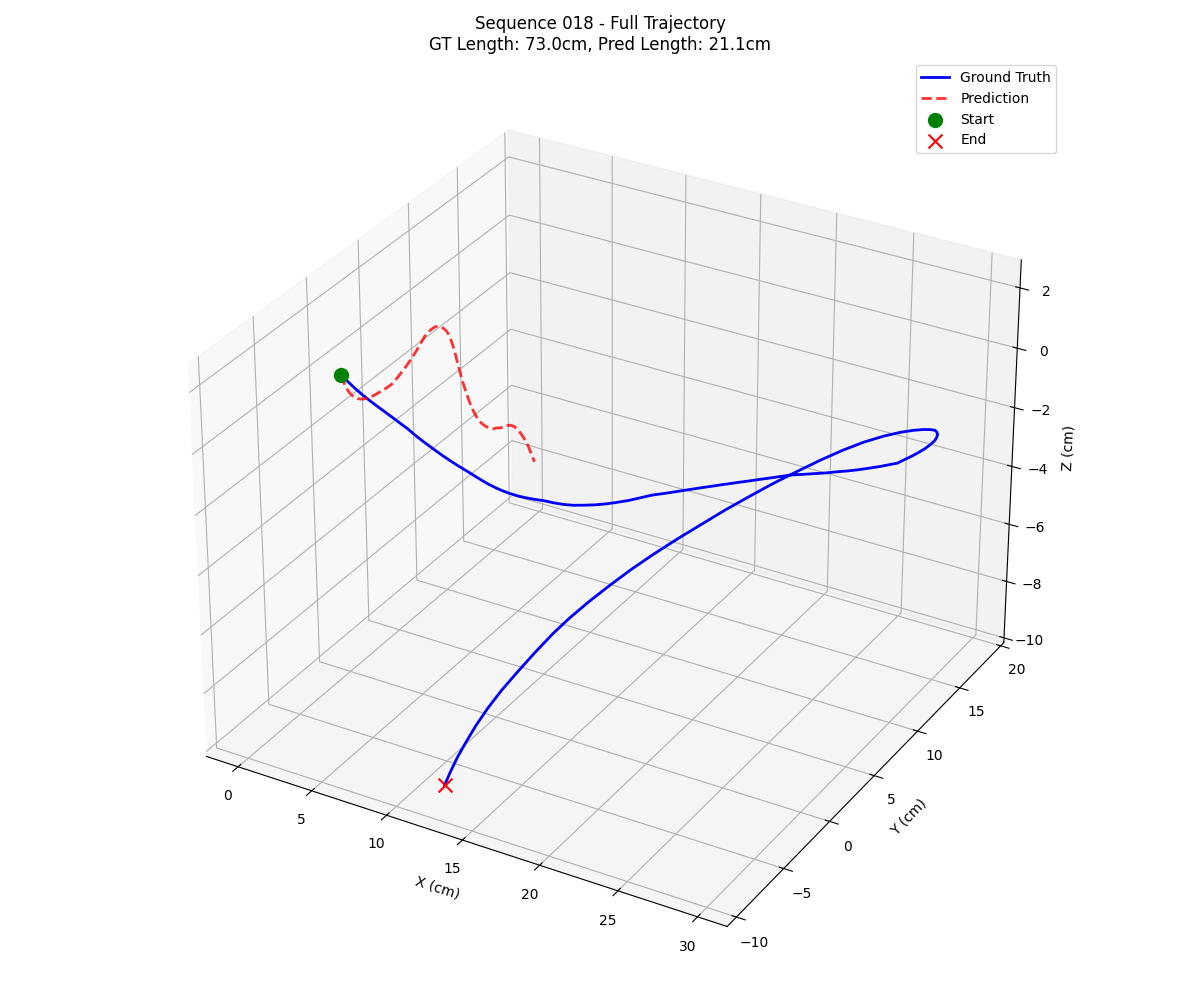 Sequence 018 - Full Trajectory
GT Length: 73.0cm, Pred Length: 21.1cm
Ground Truth
Prediction
Start
End
2
0
−2
−4
−6
−8
−10
Z (cm)
20
15
10
5
0
−5
−10
Y (cm)
0
5
10
15
20
25
30
X (cm)